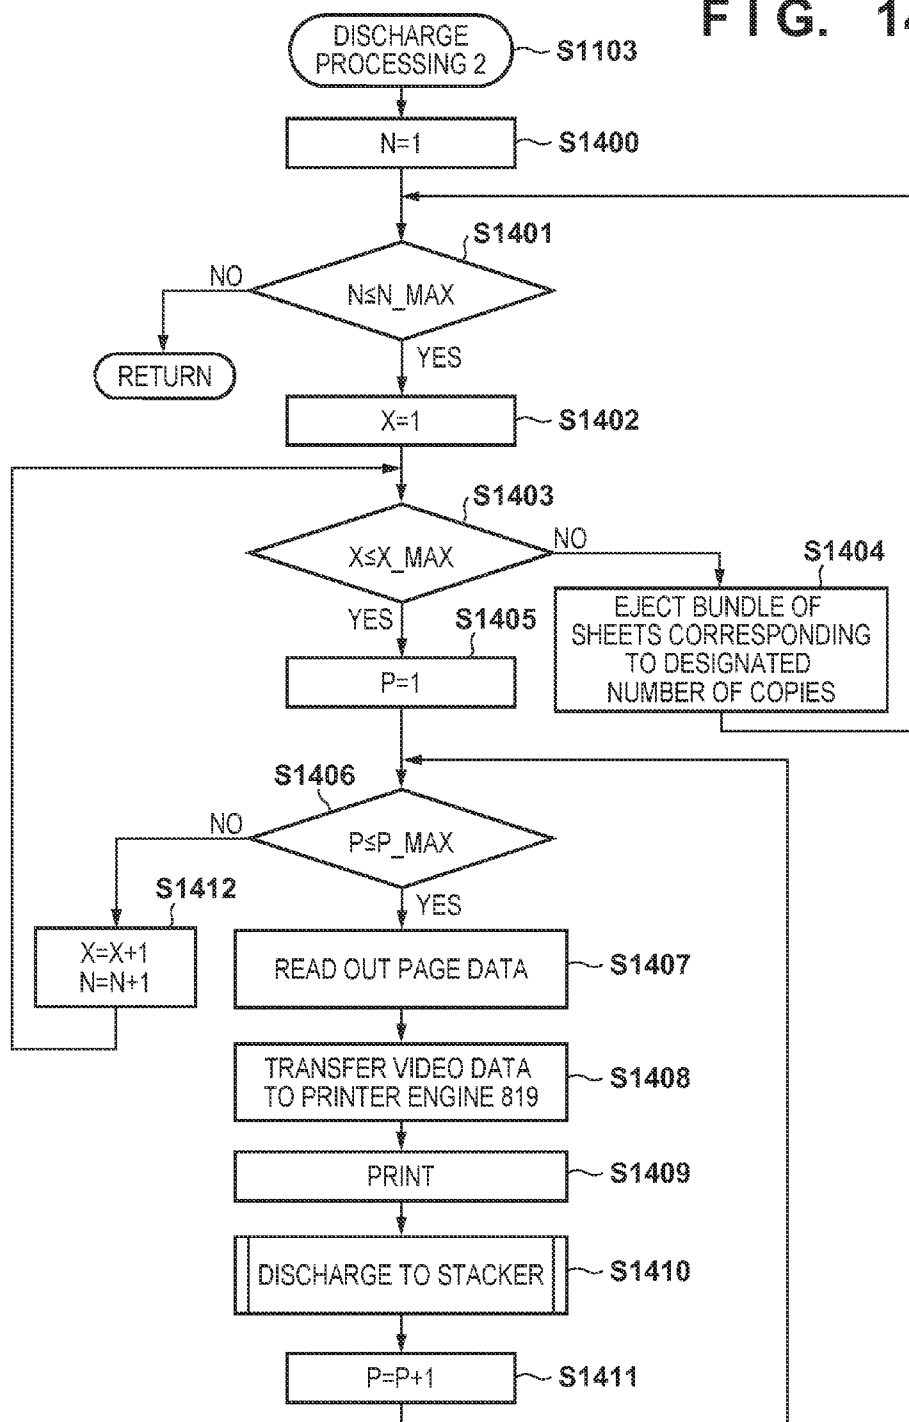 FIG. 14
DISCHARGE
PROCESSING 2
S1103
N=1
S1400
S1401
N≤N_MAX
NO
YES
RETURN
X=1
S1402
S1403
X≤X_MAX
NO
YES
S1404
EJECT BUNDLE OF
SHEETS CORRESPONDING
TO DESIGNATED
NUMBER OF COPIES
S1405
P=1
S1406
P≤P_MAX
NO
YES
S1412
X=X+1
N=N+1
READ OUT PAGE DATA
S1407
TRANSFER VIDEO DATA
TO PRINTER ENGINE 819
S1408
PRINT
S1409
DISCHARGE TO STACKER
S1410
P=P+1
S1411